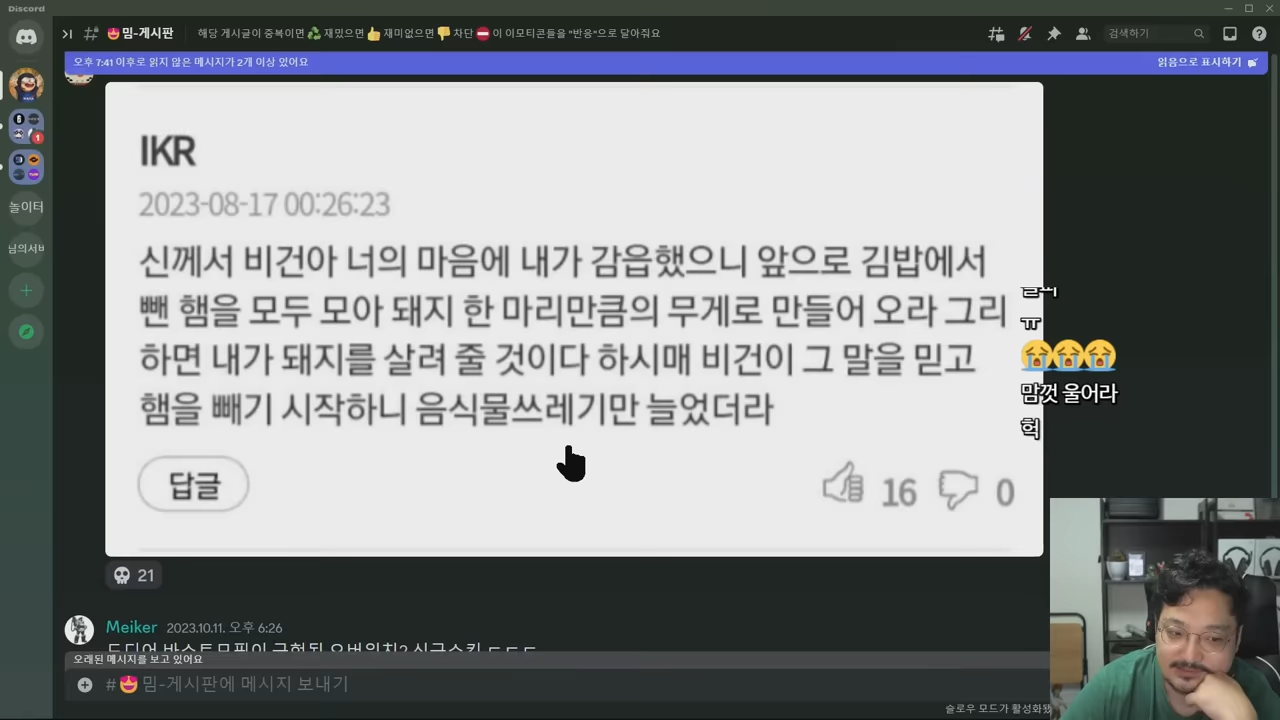 Discord
# 😍밈-게시판
해당 게시글이 중복이면♻️ 재밌으면👍 재미없으면👎 차단⛔ 이 이모티콘들을 "반응"으로 달아줘요
검색하기
오후 7:41 이후로 읽지 않은 메시지가 2개 이상 있어요
읽음으로 표시하기
1
놀이터
님의서버
IKR
2023-08-17 00:26:23
신께서 비건아 너의 마음에 내가 감읍했으니 앞으로 김밥에서
뺀 햄을 모두 모아 돼지 한 마리만큼의 무게로 만들어 오라 그리
하면 내가 돼지를 살려 줄 것이다 하시매 비건이 그 말을 믿고
햄을 빼기 시작하니 음식물쓰레기만 늘었더라
답글
16
0
ㅠ
😭😭😭
맘껏 울어라
헉
💀 21
Meiker 2023.10.11. 오후 6:26
오래된 메시지를 보고 있어요
#😍밈-게시판에 메시지 보내기
슬로우 모드가 활성화됐